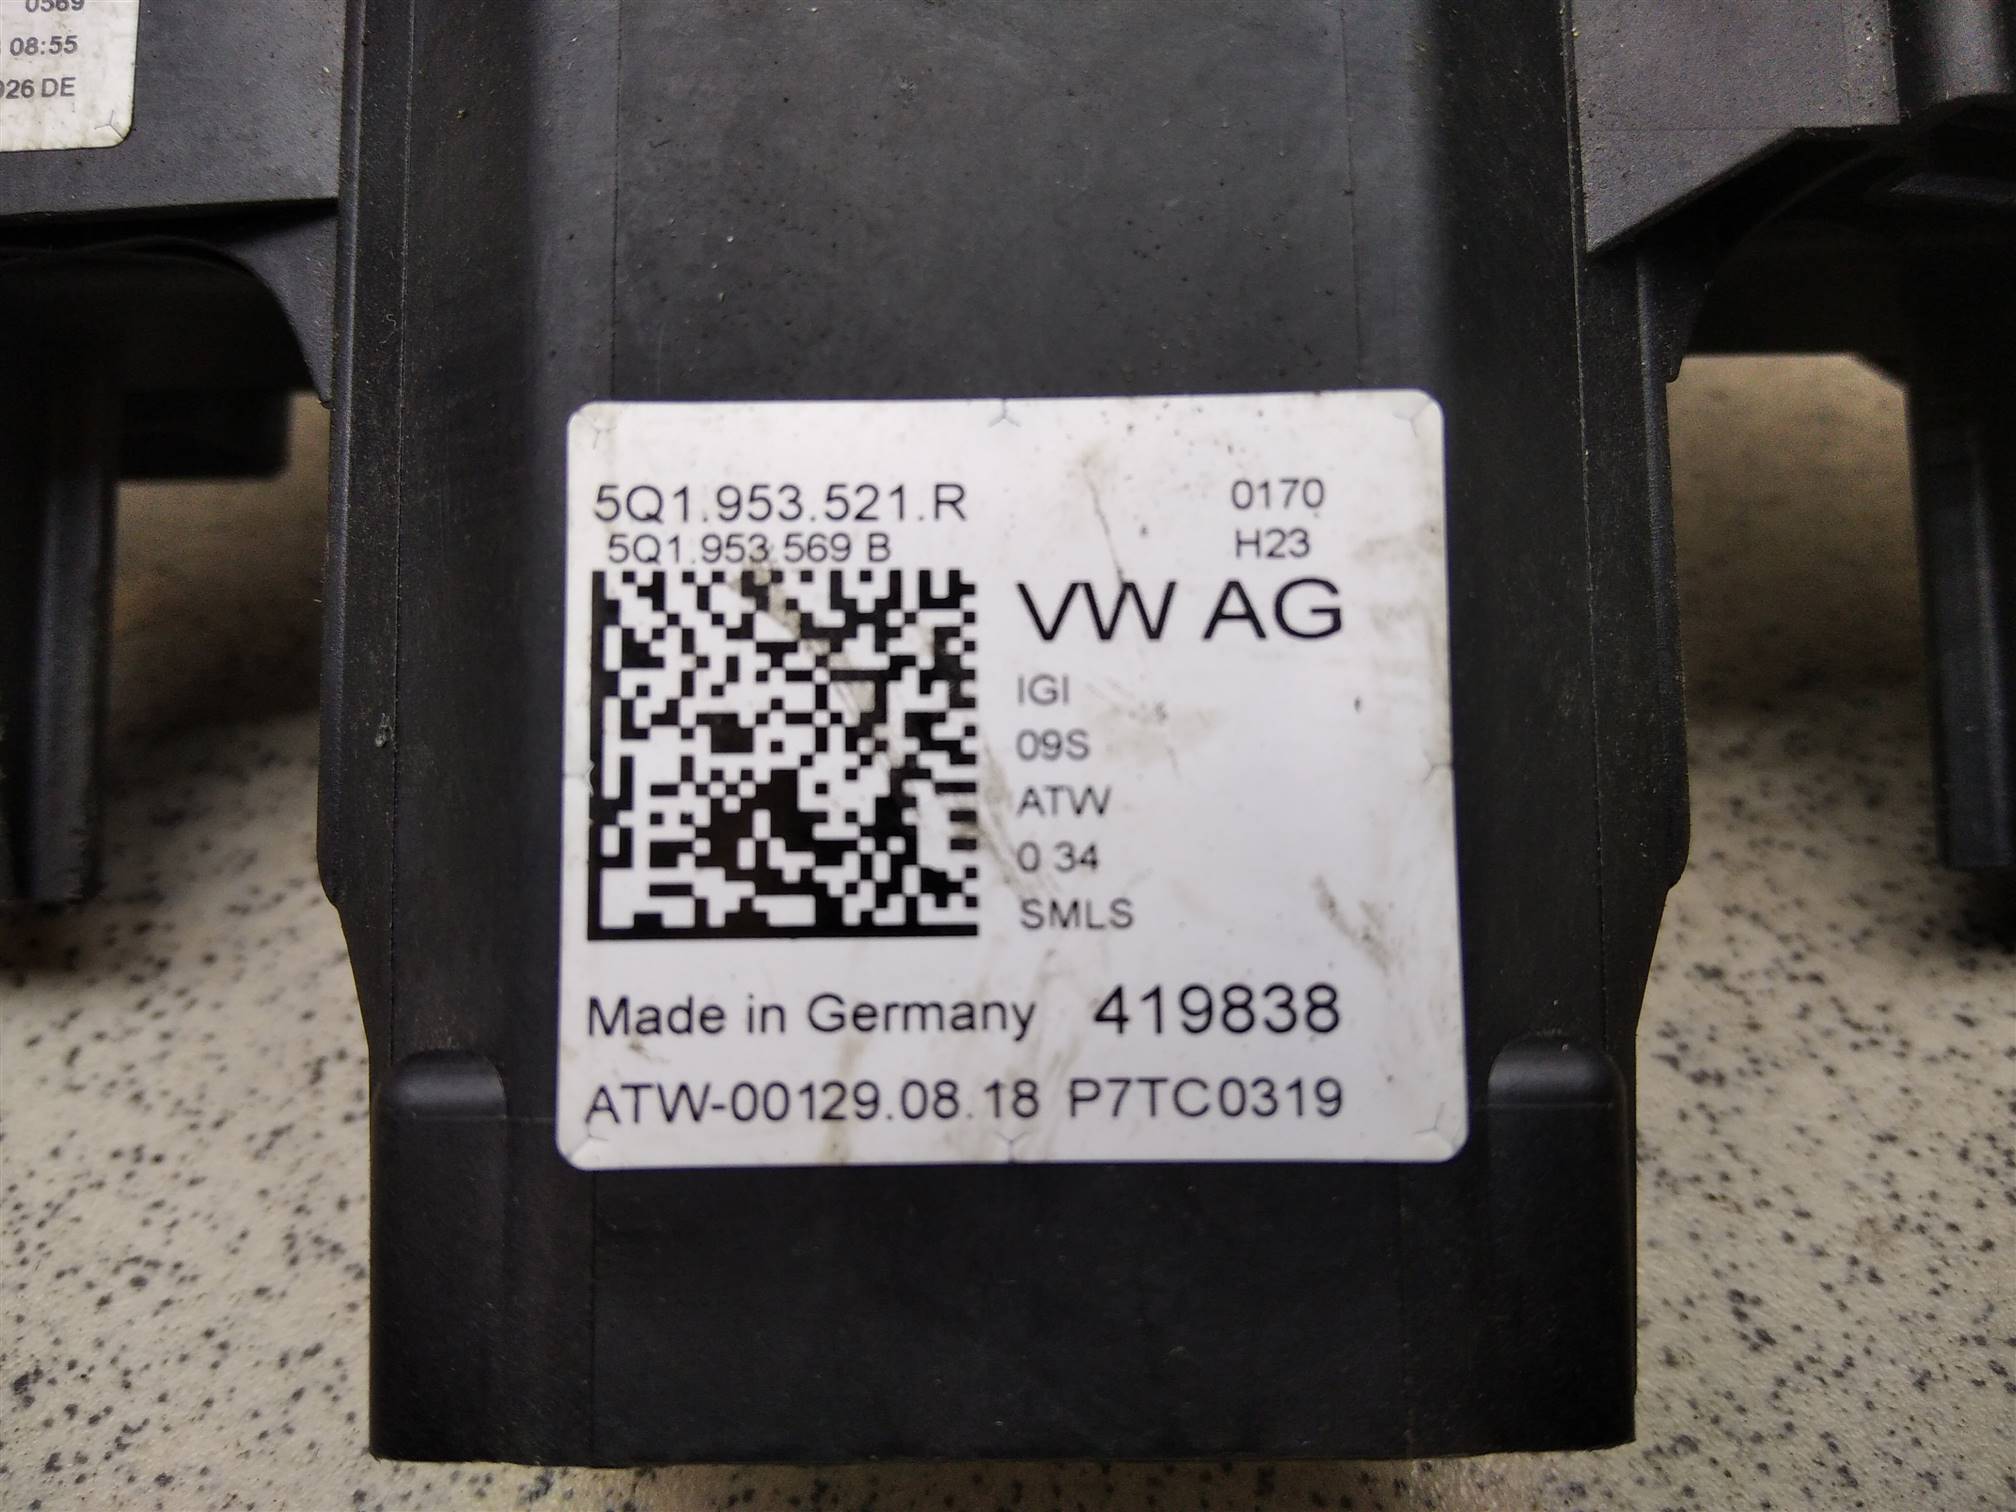 0569
08:55
026 DE
5Q1.953.521.R
5Q1.953.569 B
0170
H23
VW AG
IGI
09S
ATW
0 34
SMLS
Made in Germany 419838
ATW-00129.08.18 P7TC0319